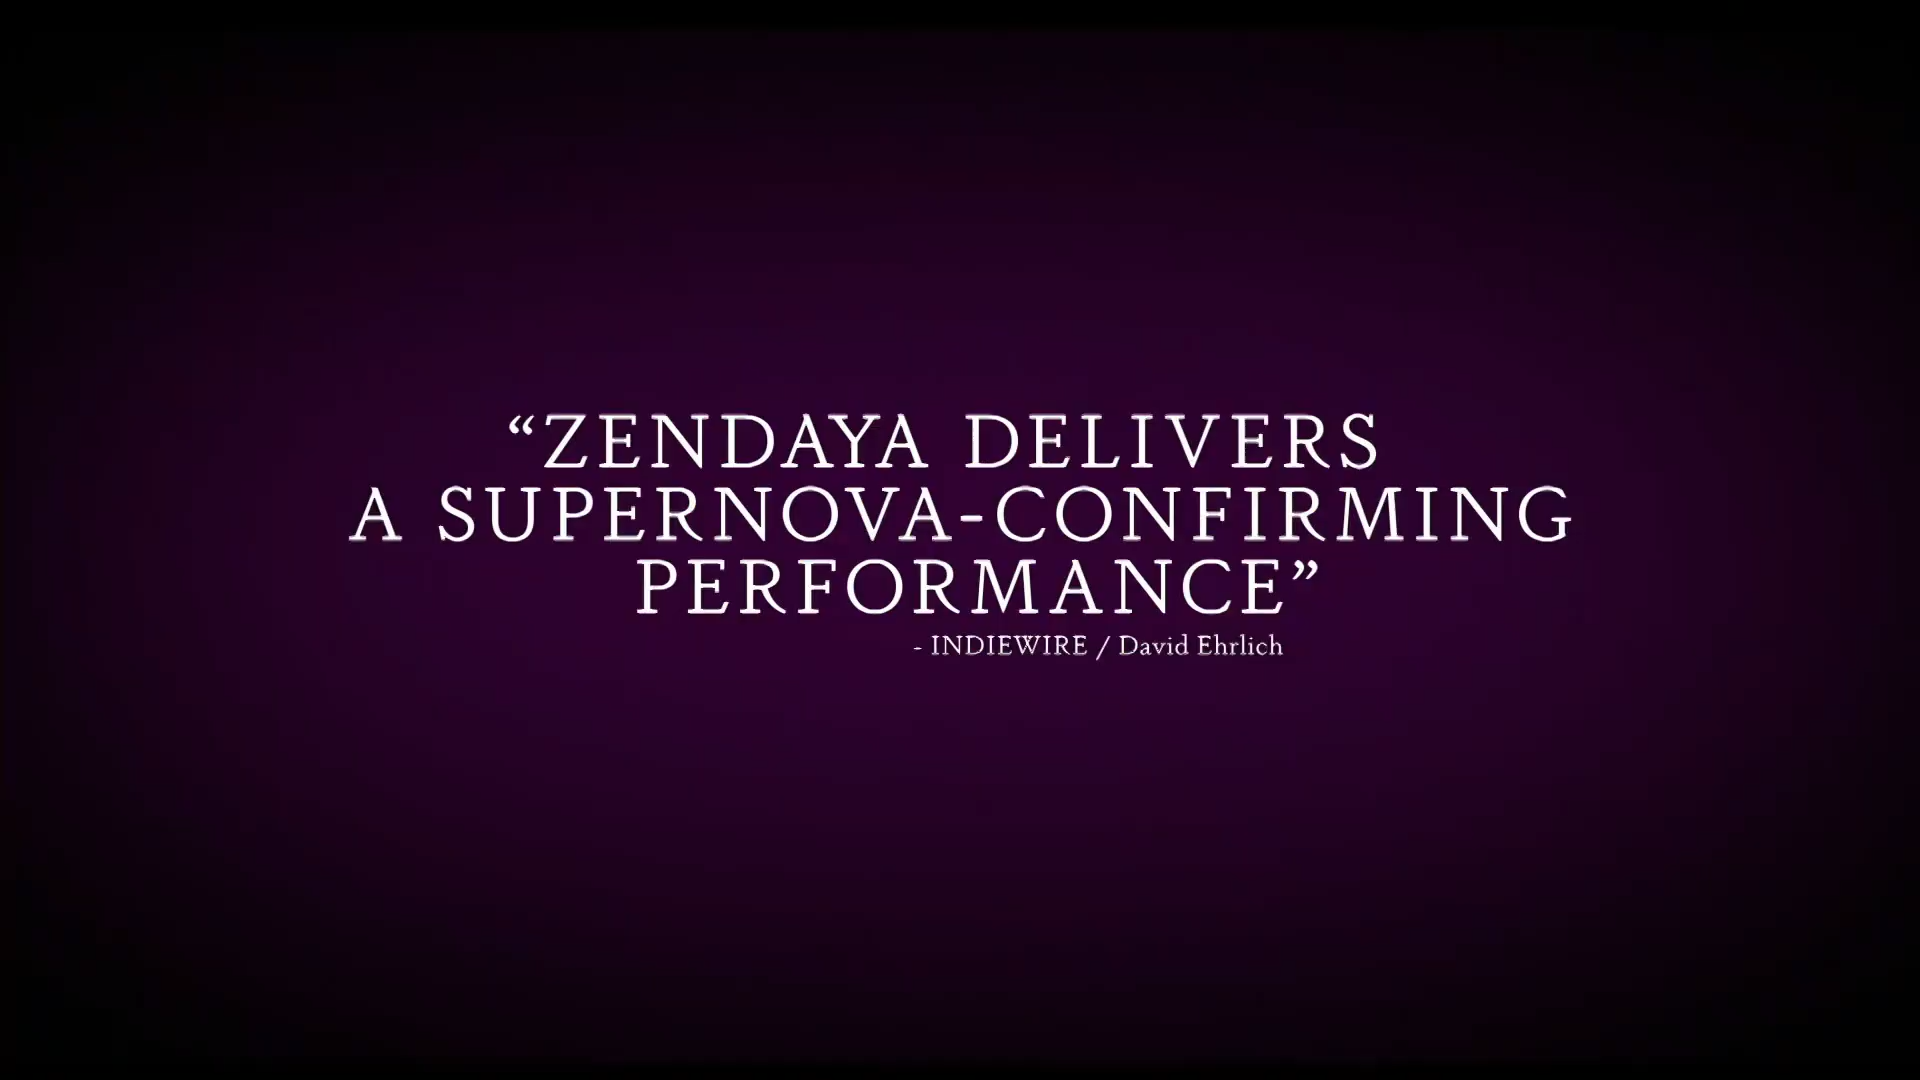 “ZENDAYA DELIVERS
A SUPERNOVA-CONFIRMING
PERFORMANCE”
- INDIEWIRE / David Ehrlich